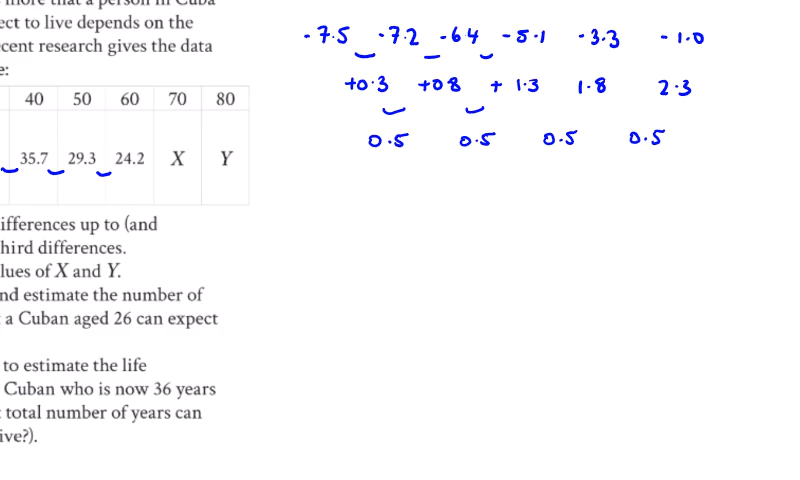 more that a person in Cuba
ect to live depends on the
cent research gives the data
e:
40 50 60 70 80
35.7 29.3 24.2 X Y
ifferences up to (and
hird differences.
lues of X and Y.
nd estimate the number of
a Cuban aged 26 can expect
to estimate the life
Cuban who is now 36 years
total number of years can
ive?).
-7.5 -7.2 -6.4 -5.1 -3.3 -1.0
+0.3 +0.8 +1.3 1.8 2.3
0.5 0.5 0.5 0.5